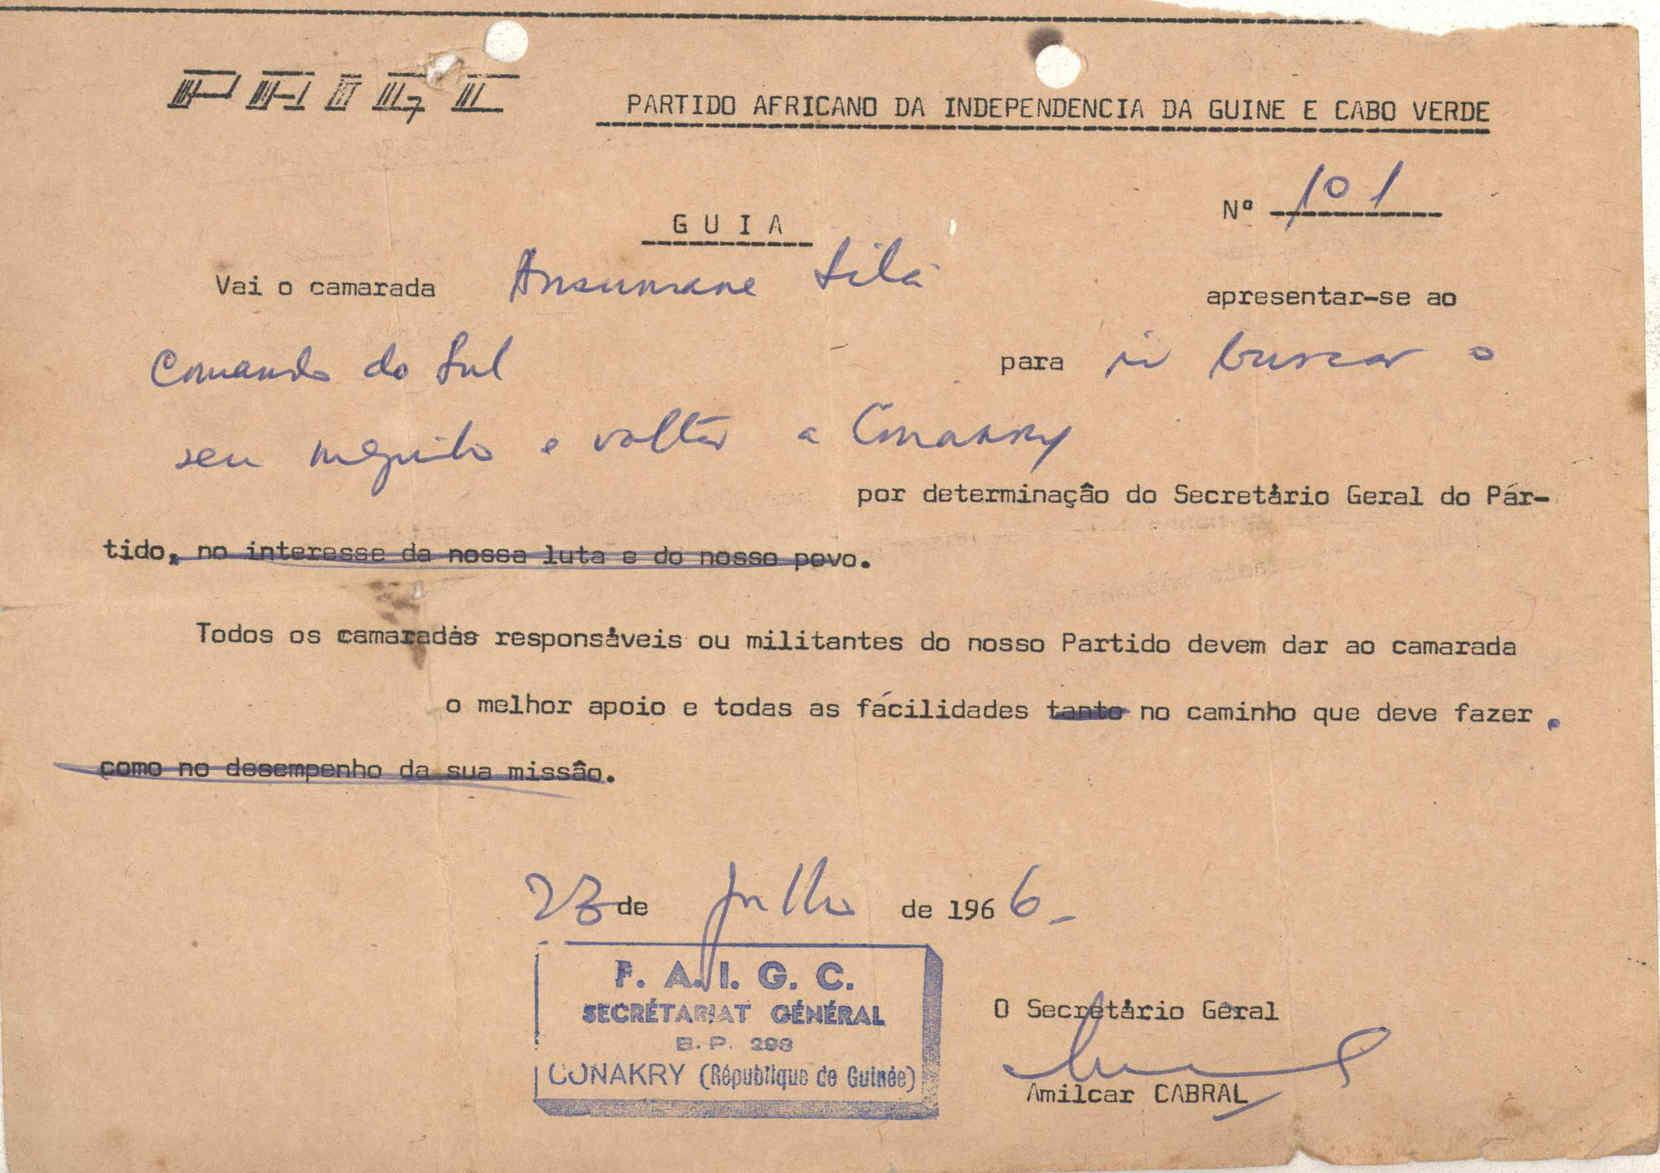 PAIGC
PARTIDO AFRICANO DA INDEPENDENCIA DA GUINE E CABO VERDE
Nº 101
GUIA
Vai o camarada Ansumane Silá apresentar-se ao
Comando do Sul para ir buscar o
seu e voltar a Conakry
por determinação do Secretário Geral do Pár-
tido, no interesse da nossa luta e do nosso povo.
Todos os camaradas responsáveis ou militantes do nosso Partido devem dar ao camarada
o melhor apoio e todas as fácilidades tanto no caminho que deve fazer.
como no desempenho da sua missão.
23 de Julho de 1966.
P. A. I. G. C.
SECRÉTARIAT GÉNÉRAL
B. P. 298
CONAKRY (République de Guinée)
O Secretário Geral
Amilcar CABRAL